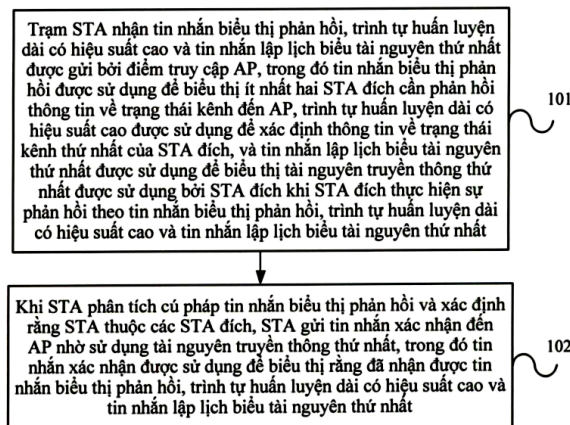 Trạm STA nhận tin nhắn biểu thị phản hồi, trình tự huấn luyện
dài có hiệu suất cao và tin nhắn lập lịch biểu tài nguyên thứ nhất
được gửi bởi điểm truy cập AP, trong đó tin nhắn biểu thị phản
hồi được sử dụng để biểu thị ít nhất hai STA đích cần phản hồi
thông tin về trạng thái kênh đến AP, trình tự huấn luyện dài có
hiệu suất cao được sử dụng để xác định thông tin về trạng thái
kênh thứ nhất của STA đích, và tin nhắn lập lịch biểu tài nguyên
thứ nhất được sử dụng để biểu thị tài nguyên truyền thông thứ
nhất được sử dụng bởi STA đích khi STA đích thực hiện sự
phản hồi theo tin nhắn biểu thị phản hồi, trình tự huấn luyện dài
có hiệu suất cao và tin nhắn lập lịch biểu tài nguyên thứ nhất
101
Khi STA phân tích cú pháp tin nhắn biểu thị phản hồi và xác định
rằng STA thuộc các STA đích, STA gửi tin nhắn xác nhận đến
AP nhờ sử dụng tài nguyên truyền thông thứ nhất, trong đó tin
nhắn xác nhận được sử dụng để biểu thị rằng đã nhận được tin
nhắn biểu thị phản hồi, trình tự huấn luyện dài có hiệu suất cao và
tin nhắn lập lịch biểu tài nguyên thứ nhất
102